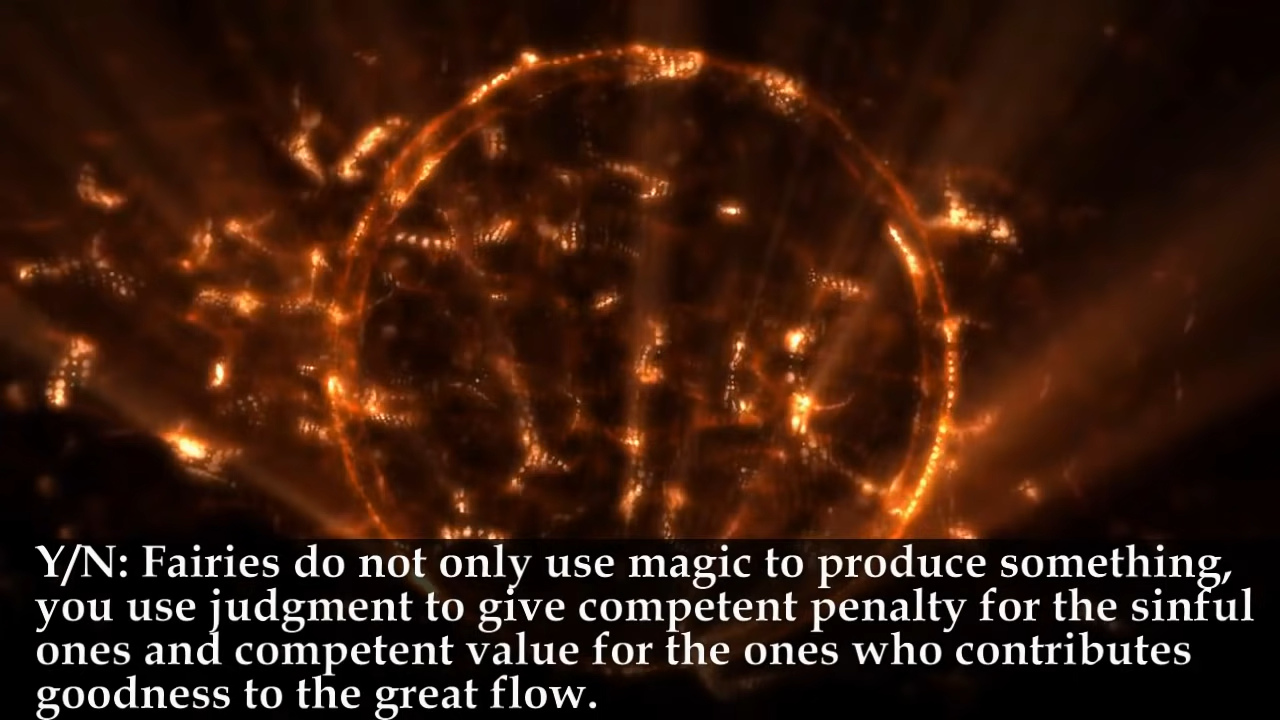 Y/N: Fairies do not only use magic to produce something,
you use judgment to give competent penalty for the sinful
ones and competent value for the ones who contributes
goodness to the great flow.